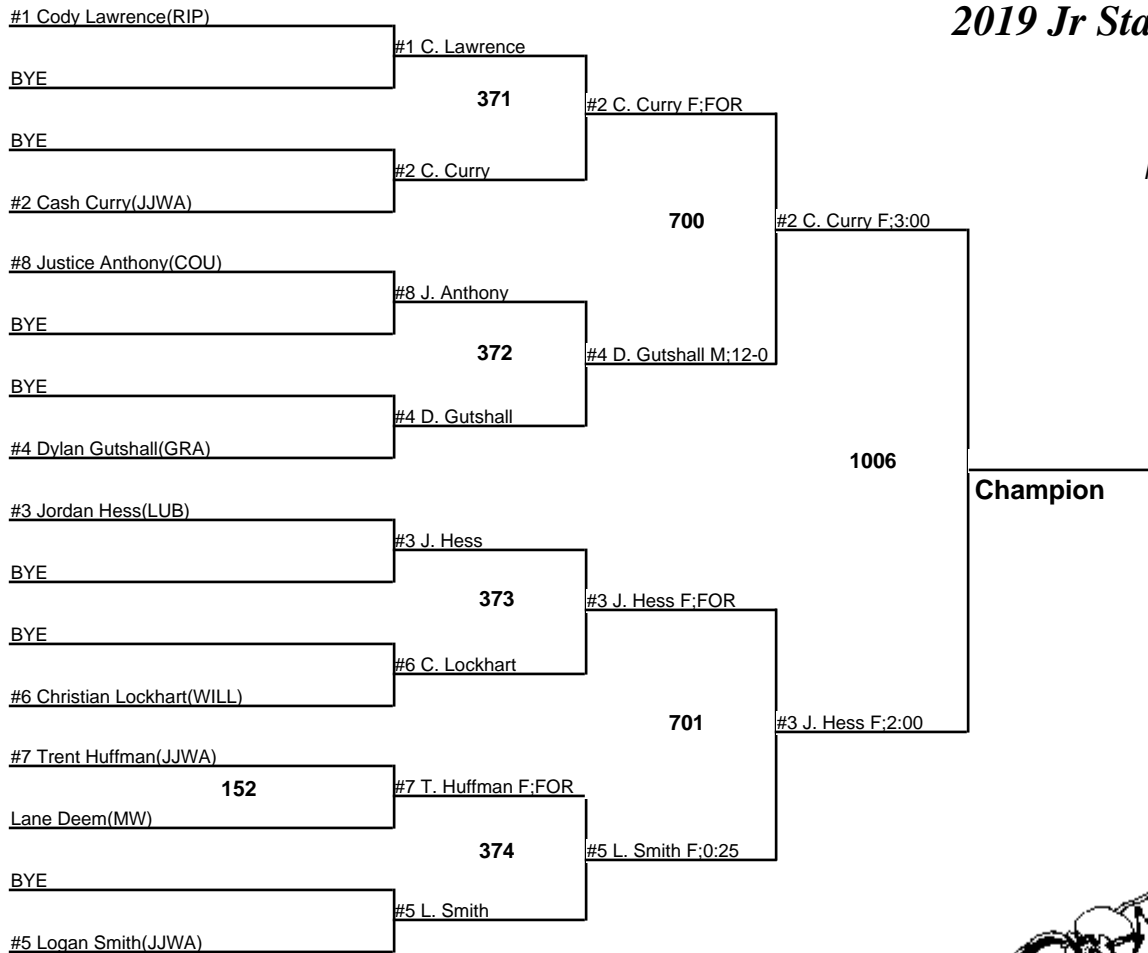 #1 Cody Lawrence(RIP)
2019 Jr
#1 C. Lawrence
BYE
371
#2 C. Curry F;FOR
BYE
#2 C. Curry
#2 Cash Curry(JJWA)
700
#2 C. Curry F;3:00
#8 Justice Anthony(COU)
#8 J. Anthony
BYE
372
#4 D. Gutshall M;12-0
BYE
#4 D. Gutshall
#4 Dylan Gutshall(GRA)
1006
Champion
#3 Jordan Hess(LUB)
#3 J. Hess
BYE
373
#3 J. Hess F;FOR
BYE
#6 C. Lockhart
#6 Christian Lockhart(WILL)
701
#3 J. Hess F;2:00
#7 Trent Huffman(JJWA)
152
#7 T. Huffman F;FOR
Lane Deem(MW)
374
#5 L. Smith F;0:25
BYE
#5 L. Smith
#5 Logan Smith(JJWA)